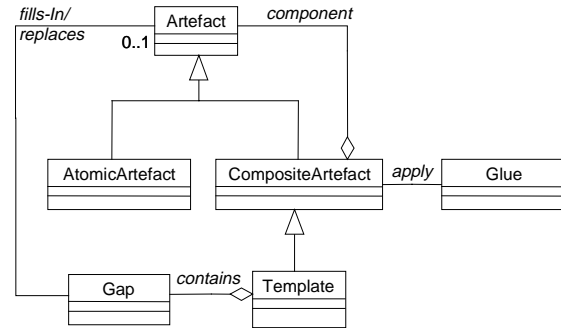 fills-In/
replaces
Artefact
component
0..1
AtomicArtefact
CompositeArtefact
apply
Glue
Gap
contains
Template